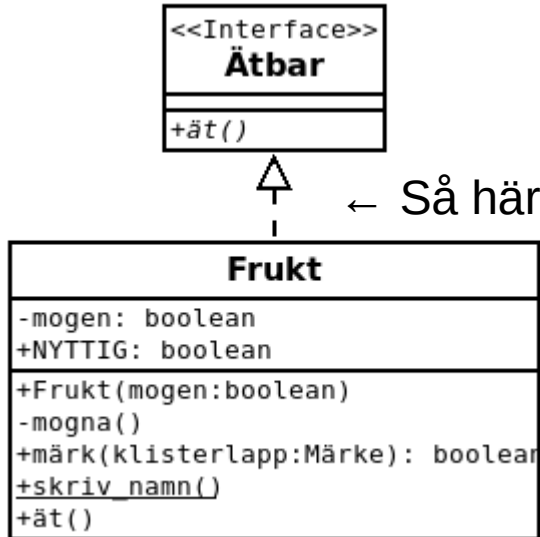 <<Interface>>
Ätbar
+ät()
← Så här
Frukt
-mogen: boolean
+NYTTIG: boolean
+Frukt(mogen:boolean)
-mogna()
+märk(klisterlapp:Märke): boolean
+skriv_namn()
+ät()